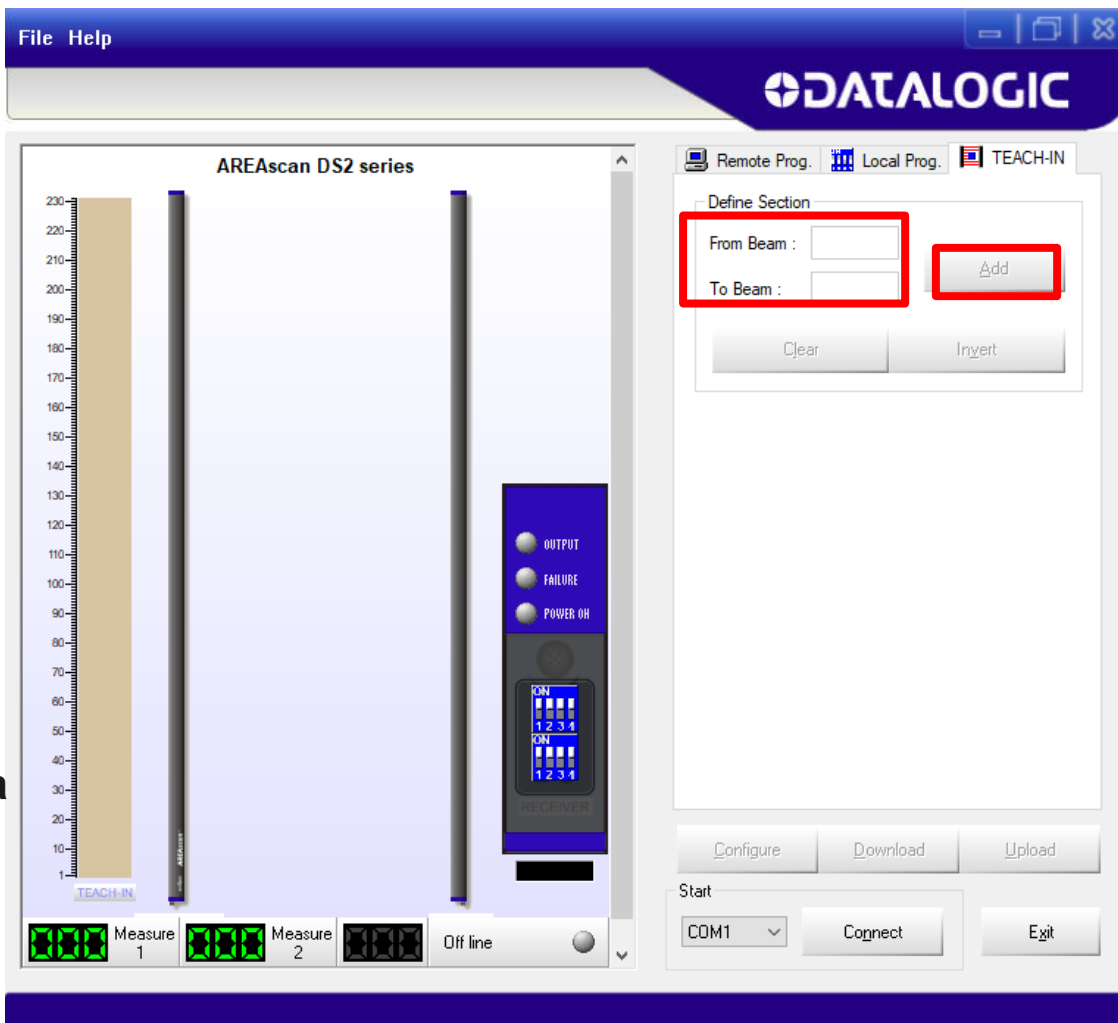 File Help
DATALOGIC
AREAscan DS2 series
230
220
210
200
190
180
170
160
150
140
130
120
110
100
90
80
70
60
50
40
30
20
10
1
TEACH-IN
AREAscan
OUTPUT
FAILURE
POWER ON
ON
1 2 3 4
ON
1 2 3 4
RECEIVER
Measure 1
Measure 2
Off line
Remote Prog. Local Prog. TEACH-IN
Define Section
From Beam :
Add
To Beam :
Clear Invert
Configure Download Upload
Start
COM1 Connect Exit
a